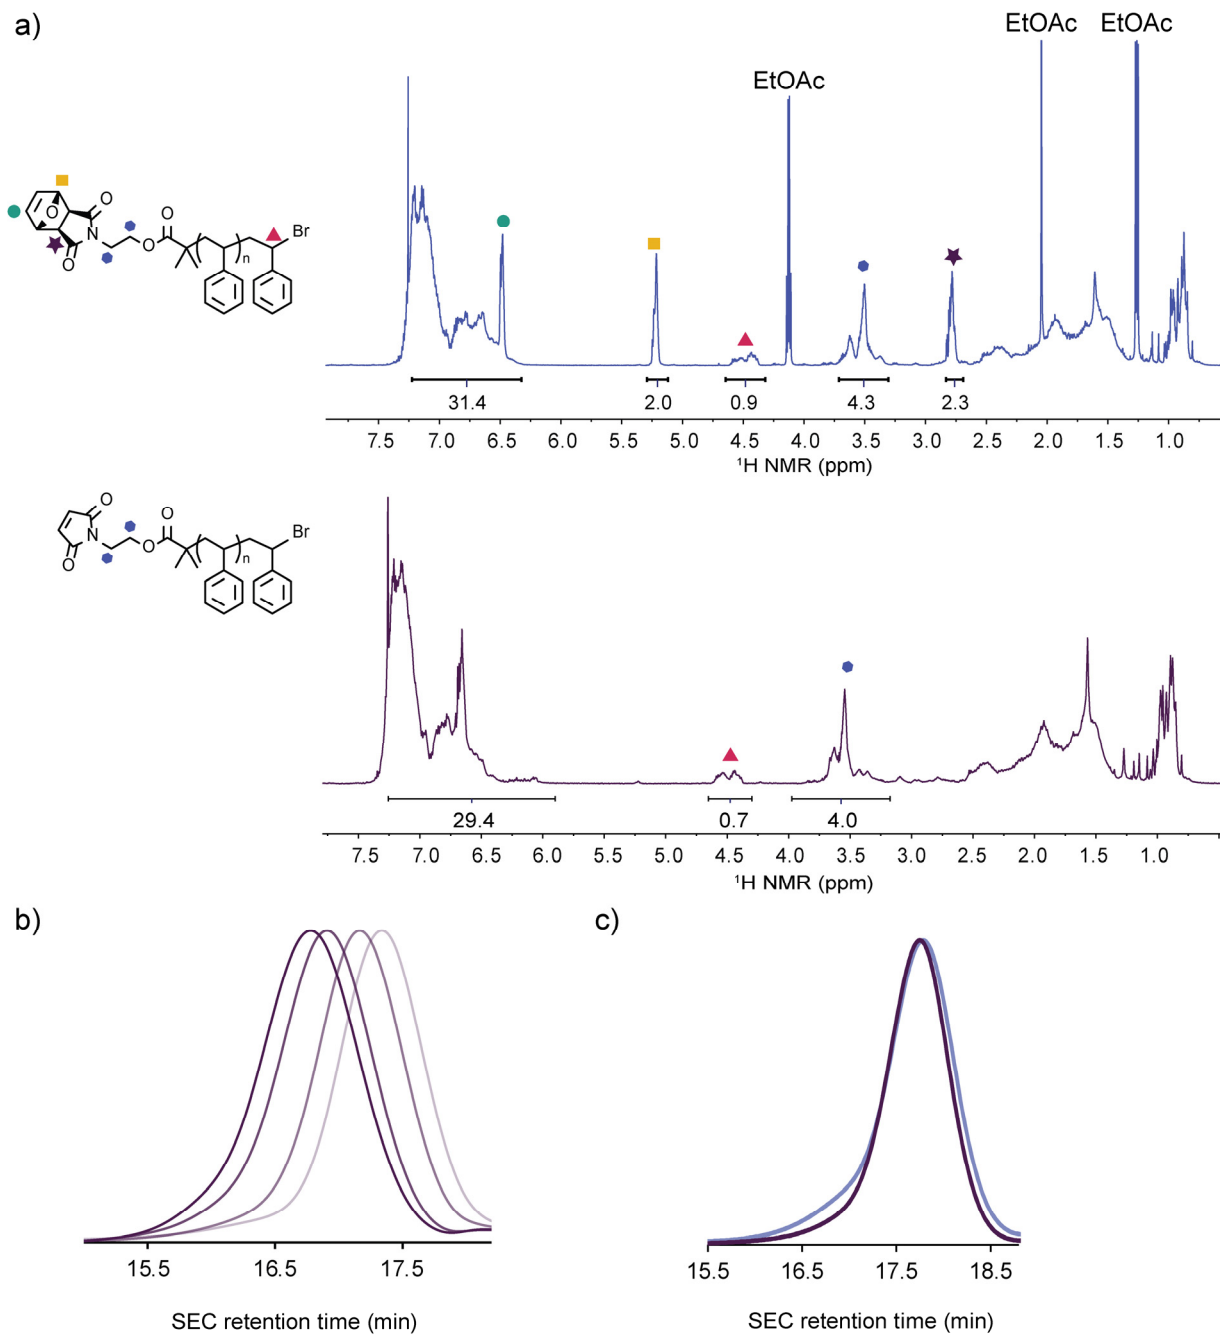 a)
EtOAc EtOAc
EtOAc
O
O
N
O
O
O
Br
n
31.4 2.0 0.9 4.3 2.3
7.5 7.0 6.5 6.0 5.5 5.0 4.5 4.0 3.5 3.0 2.5 2.0 1.5 1.0
¹H NMR (ppm)
O
N
O
O
O
Br
n
29.4 0.7 4.0
7.5 7.0 6.5 6.0 5.5 5.0 4.5 4.0 3.5 3.0 2.5 2.0 1.5 1.0
¹H NMR (ppm)
b)
15.5 16.5 17.5
SEC retention time (min)
c)
15.5 16.5 17.5 18.5
SEC retention time (min)